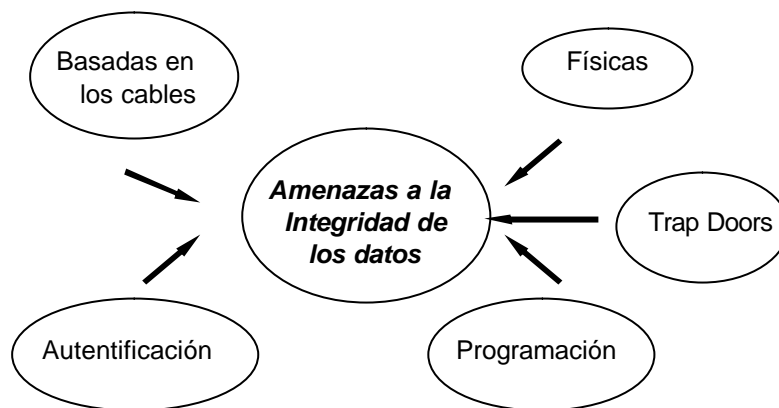 Basadas en
los cables
Físicas
Amenazas a la
Integridad de
los datos
Trap Doors
Autentificación
Programación